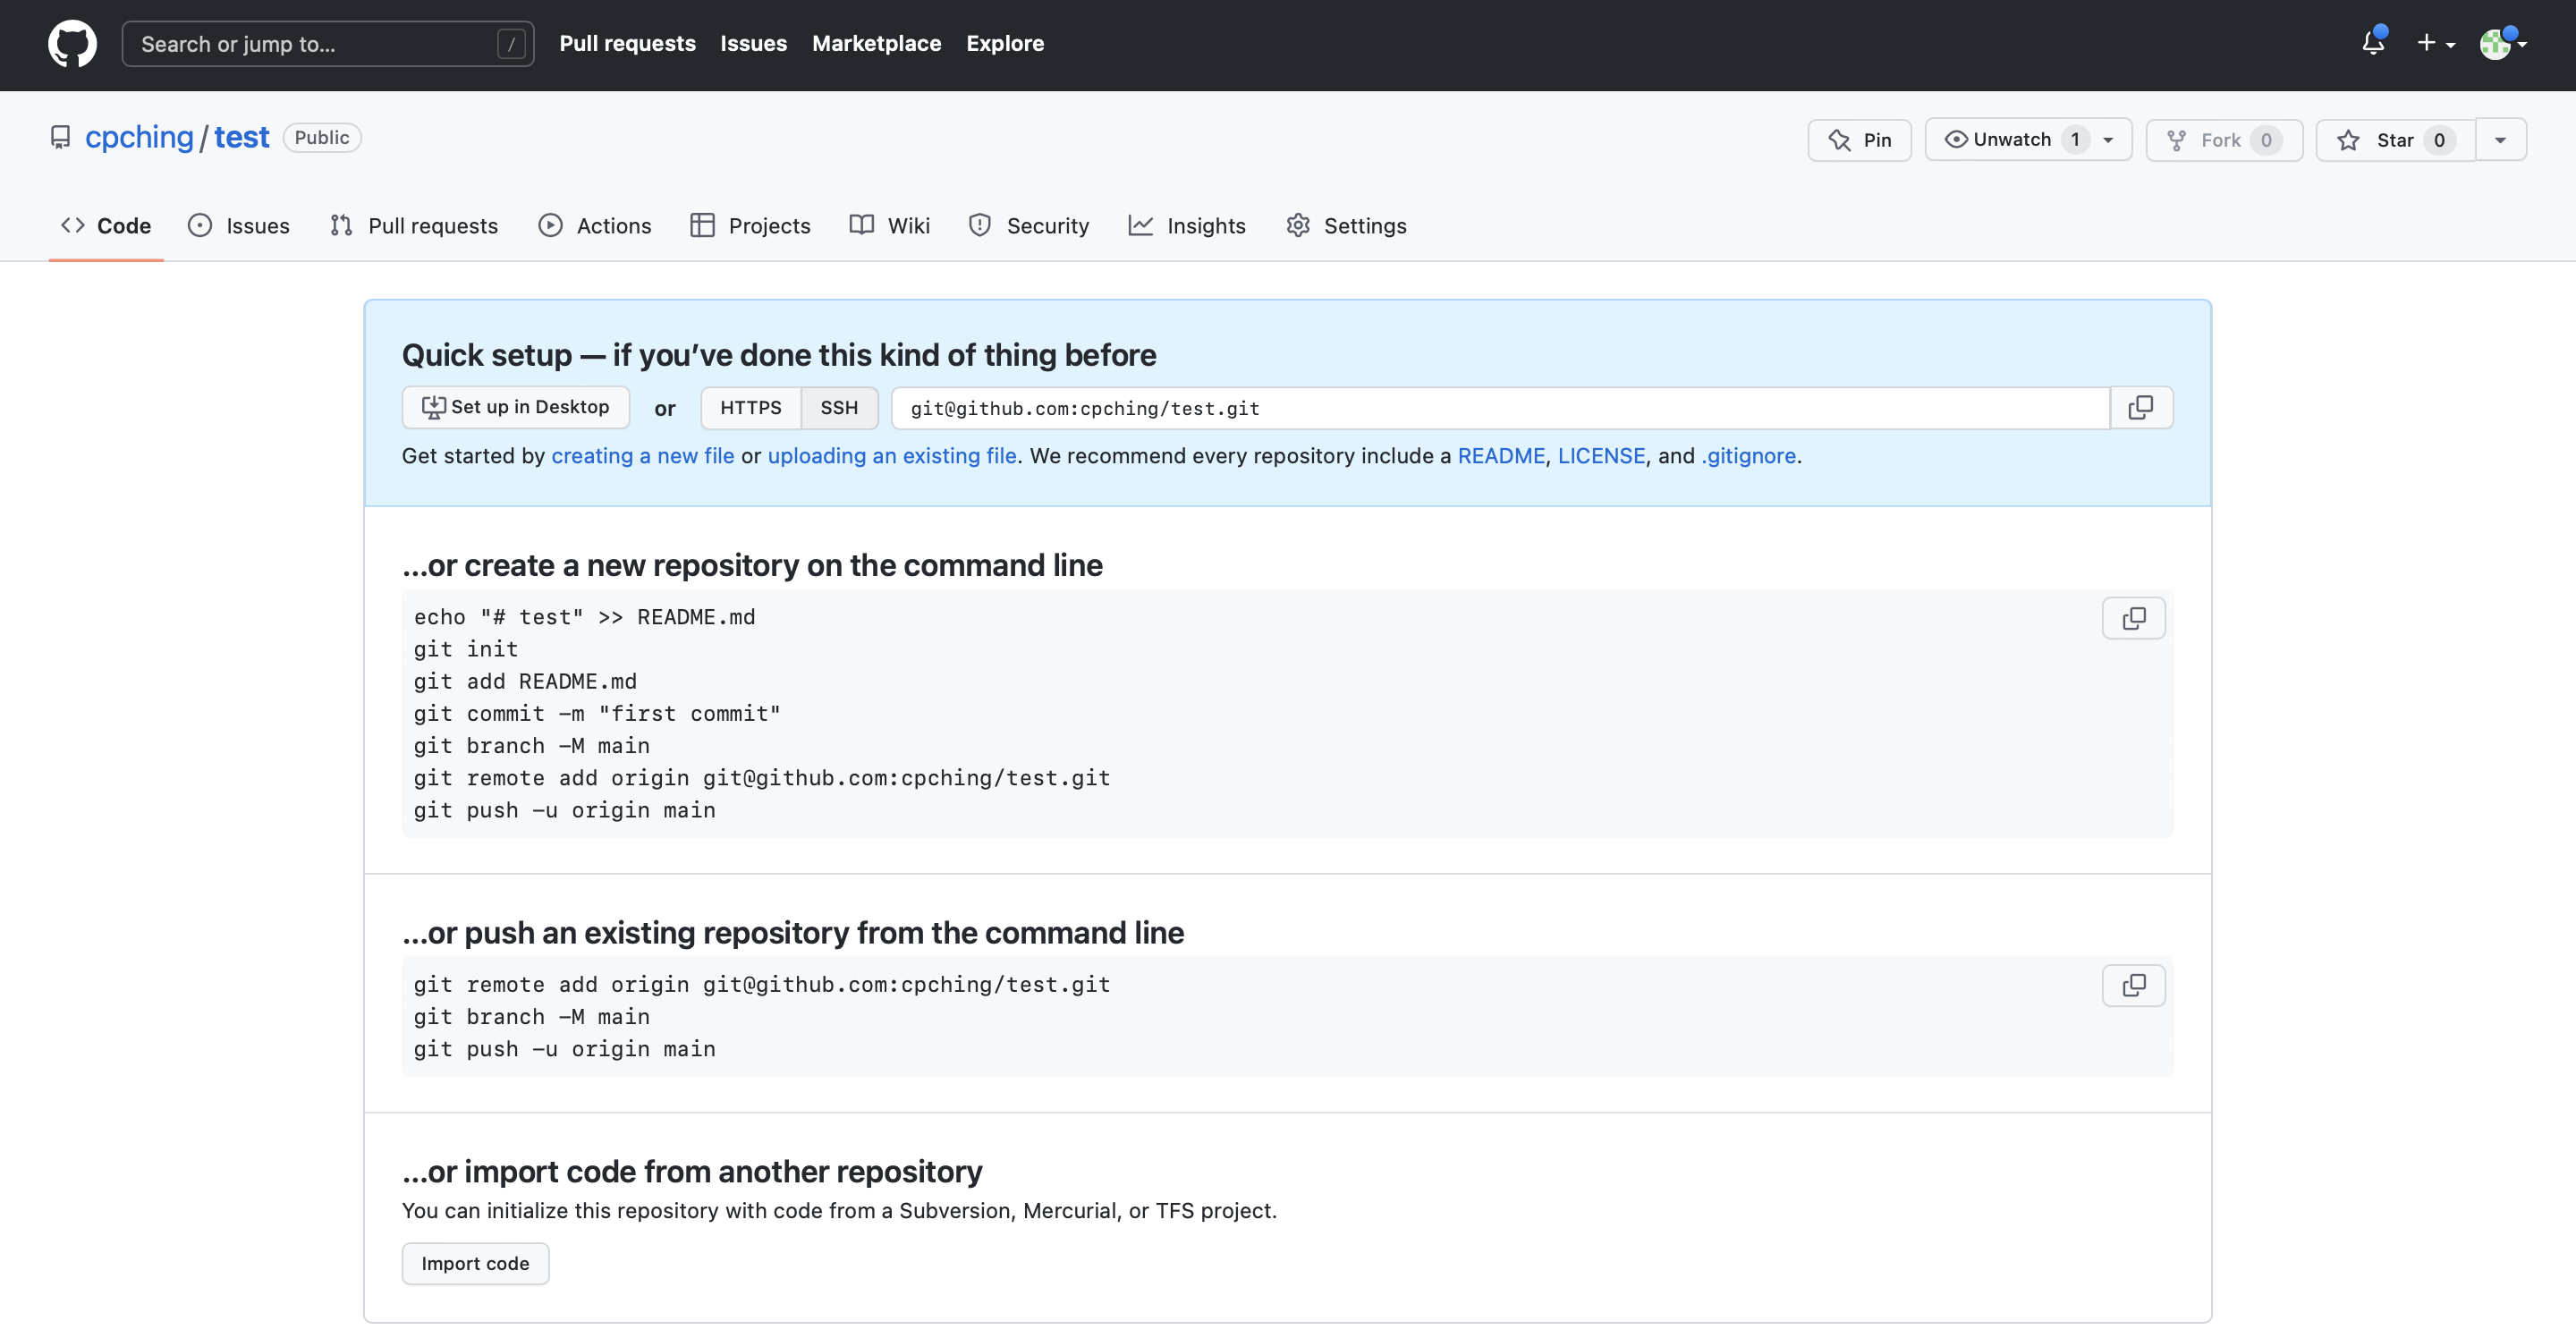 Search or jump to... /
Pull requests Issues Marketplace Explore
cpching / test Public
Pin
Unwatch 1
Fork 0
Star 0
Code Issues Pull requests Actions Projects Wiki Security Insights Settings
Quick setup — if you’ve done this kind of thing before
Set up in Desktop or HTTPS SSH git@github.com:cpching/test.git
Get started by creating a new file or uploading an existing file. We recommend every repository include a README, LICENSE, and .gitignore.
…or create a new repository on the command line
echo "# test" >> README.md
git init
git add README.md
git commit -m "first commit"
git branch -M main
git remote add origin git@github.com:cpching/test.git
git push -u origin main
…or push an existing repository from the command line
git remote add origin git@github.com:cpching/test.git
git branch -M main
git push -u origin main
…or import code from another repository
You can initialize this repository with code from a Subversion, Mercurial, or TFS project.
Import code